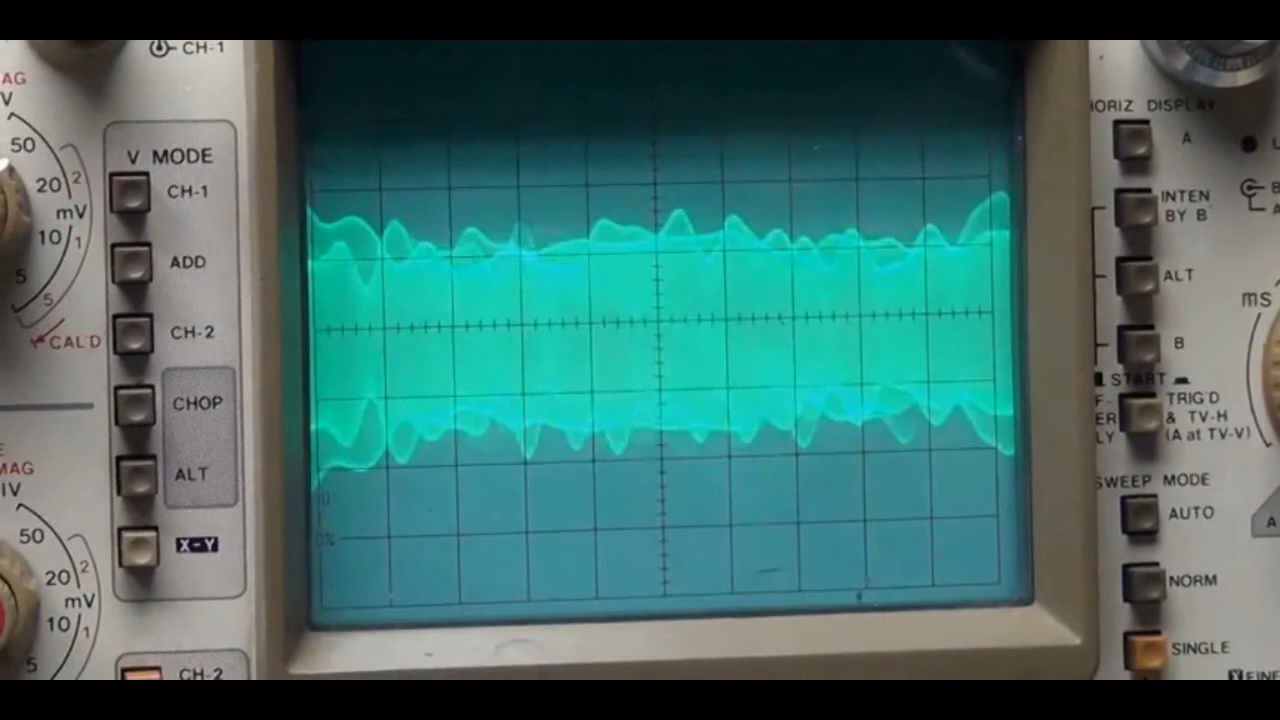 CH-1
AG
V
50
20
2
mV
10
1
5
.5
CAL'D
MAG
50
20
2
mV
10
1
5
V MODE
CH-1
ADD
CH-2
CHOP
ALT
X-Y
CH-2
HORIZ DISPLAY
A
INTEN
BY B
ALT
B
START
TRIG'D
& TV-H
(A at TV-V)
SWEEP MODE
AUTO
NORM
SINGLE
ms
A